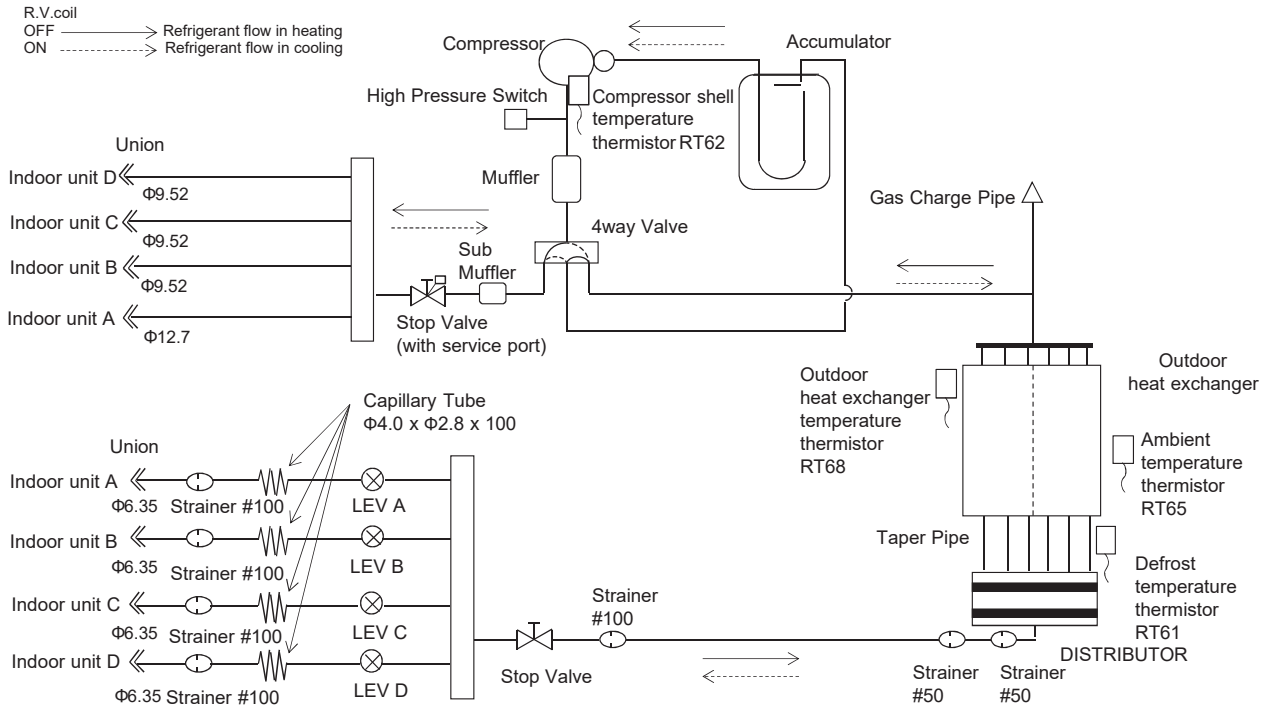 R.V.coil
OFF Refrigerant flow in heating
ON Refrigerant flow in cooling
Compressor
Accumulator
High Pressure Switch
Compressor shell
temperature
thermistor RT62
Muffler
4way Valve
Gas Charge Pipe
Union
Indoor unit D
Φ9.52
Indoor unit C
Φ9.52
Indoor unit B
Φ9.52
Indoor unit A
Φ12.7
Sub
Muffler
Stop Valve
(with service port)
Outdoor
heat exchanger
Outdoor
heat exchanger
temperature
thermistor
RT68
Ambient
temperature
thermistor
RT65
Taper Pipe
Defrost
temperature
thermistor
RT61
DISTRIBUTOR
Capillary Tube
Φ4.0 x Φ2.8 x 100
Union
Indoor unit A
Φ6.35 Strainer #100
LEV A
Indoor unit B
Φ6.35 Strainer #100
LEV B
Indoor unit C
Φ6.35 Strainer #100
LEV C
Indoor unit D
Φ6.35 Strainer #100
LEV D
Stop Valve
Strainer
#100
Strainer
#50
Strainer
#50